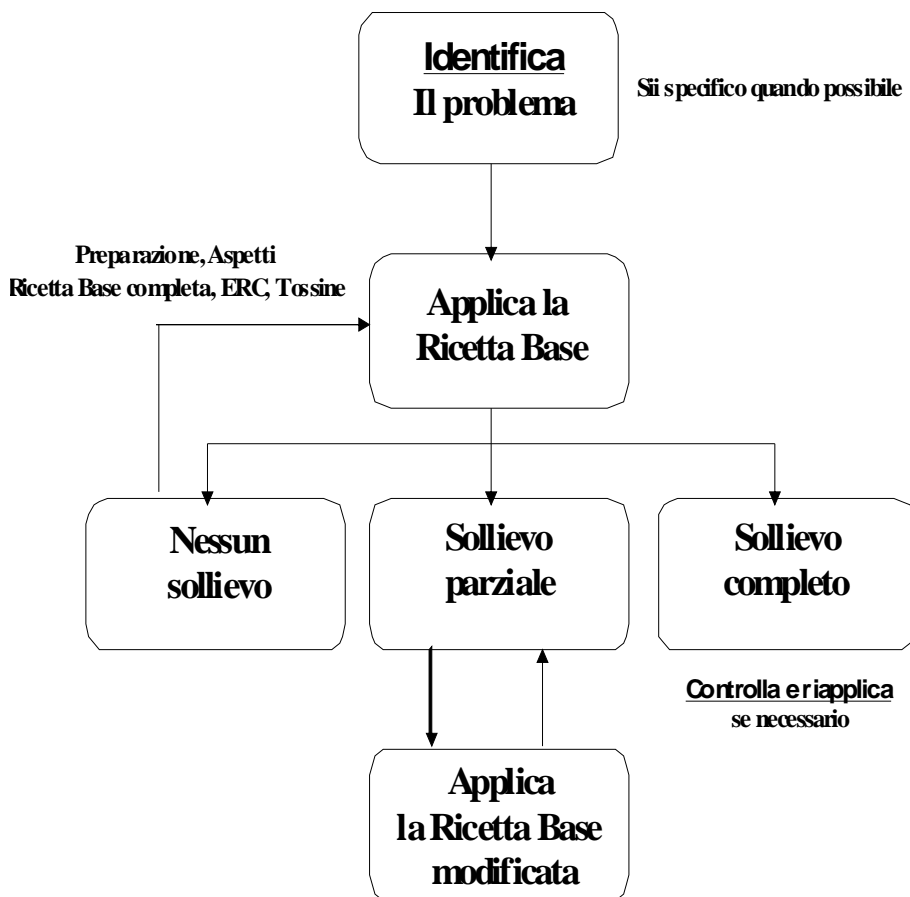 Identifica
Il problema
Sii specifico quando possibile
Preparazione, Aspetti
Ricetta Base completa, ERC, Tossine
Applica la
Ricetta Base
Nessun
sollievo
Sollievo
parziale
Sollievo
completo
Controlla e riapplica
se necessario
Applica
la Ricetta Base
modificata